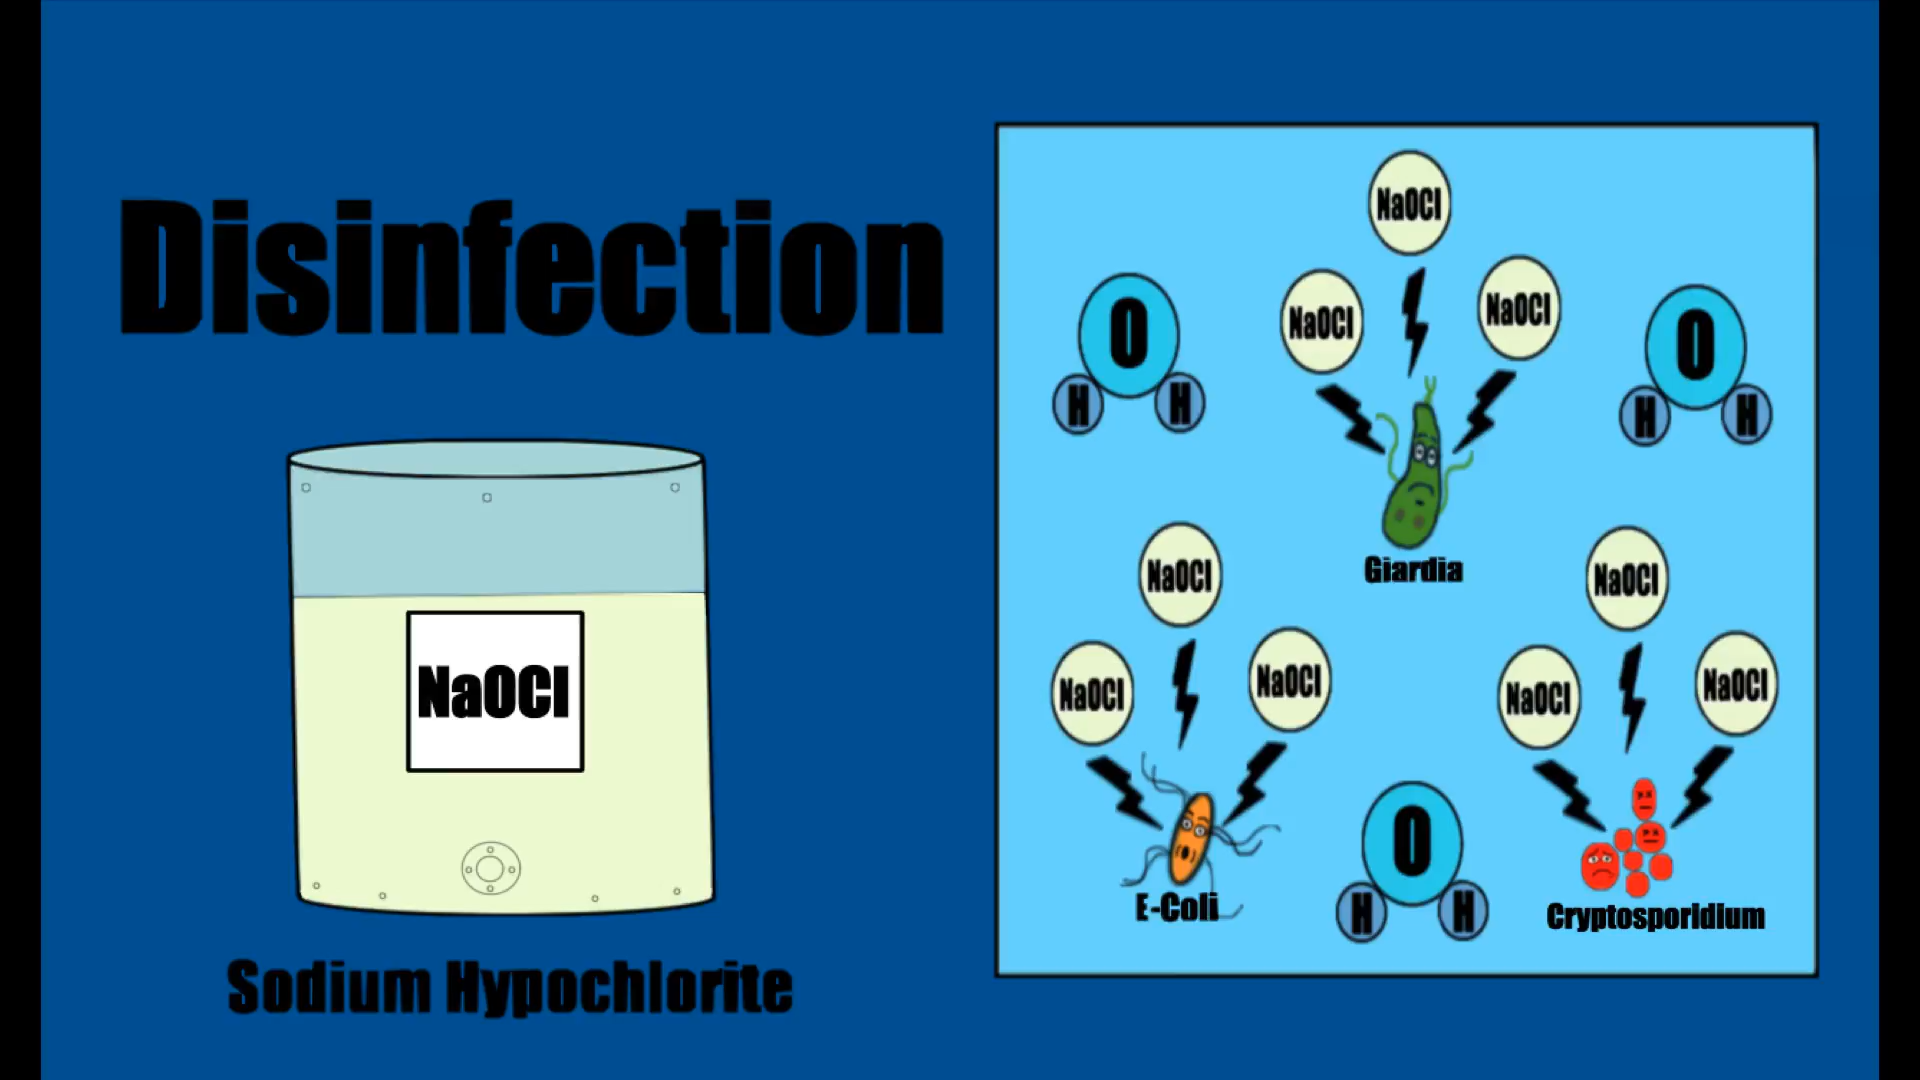 Disinfection
NaOCl
Sodium Hypochlorite
NaOCl
NaOCl
NaOCl
O
H
H
O
H
H
Giardia
NaOCl
NaOCl
NaOCl
E-Coli
NaOCl
NaOCl
NaOCl
Cryptosporidium
O
H
H